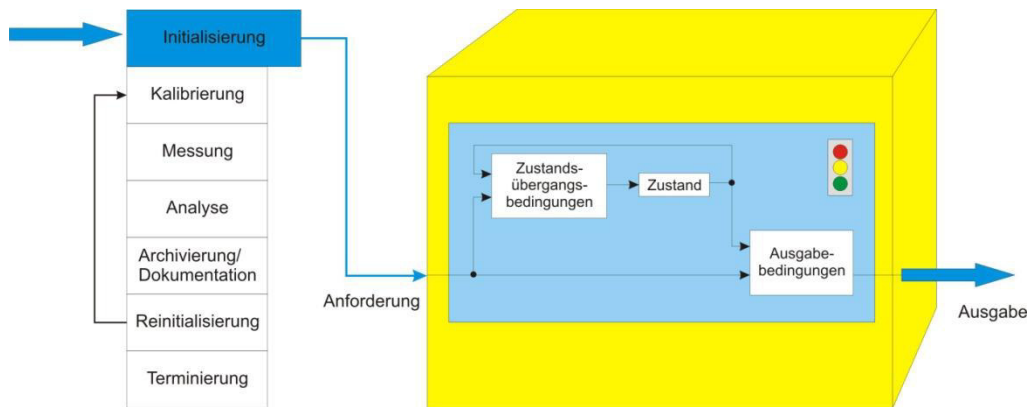 Initialisierung
Kalibrierung
Messung
Analyse
Archivierung/
Dokumentation
Reinitialisierung
Terminierung
Anforderung
Zustands-
übergangs-
bedingungen
Zustand
Ausgabe-
bedingungen
Ausgabe